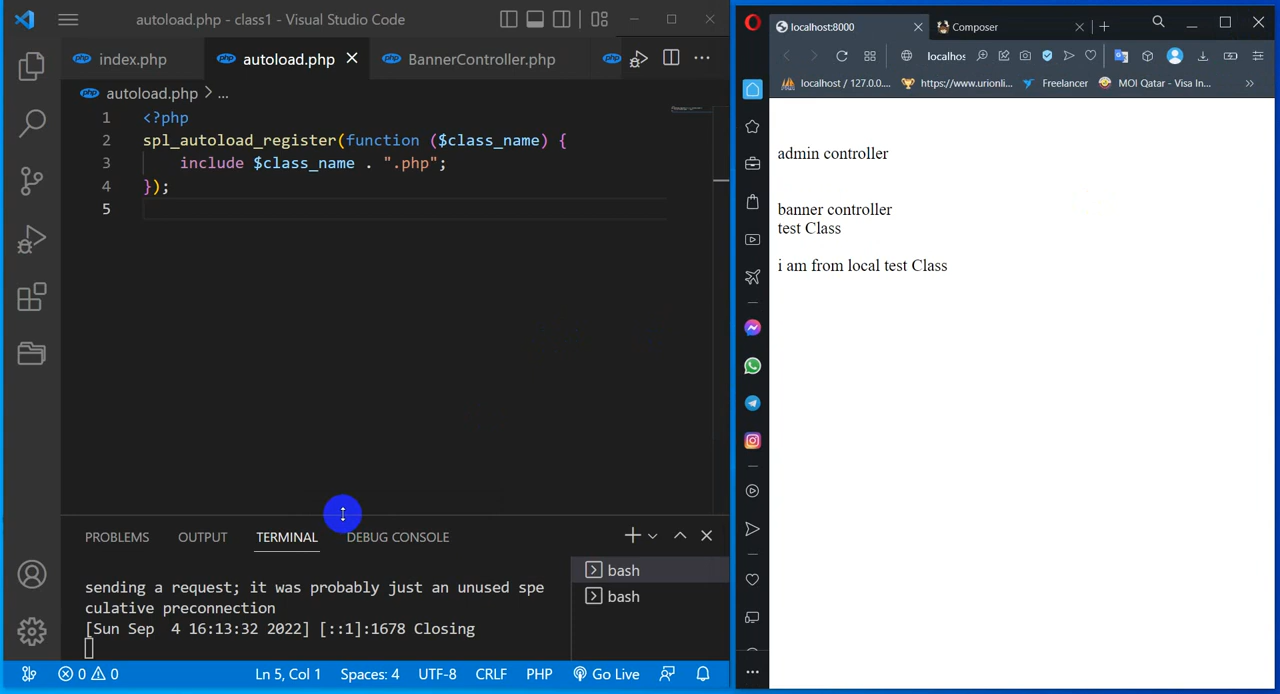 autoload.php - class1 - Visual Studio Code
index.php
autoload.php
BannerController.php
autoload.php > ...
1 <?php
2 spl_autoload_register(function ($class_name) {
3 include $class_name . ".php";
4 });
5
PROBLEMS OUTPUT TERMINAL DEBUG CONSOLE
sending a request; it was probably just an unused spe
culative preconnection
[Sun Sep  4 16:13:32 2022] [::1]:1678 Closing
bash
bash
0 0
Ln 5, Col 1
Spaces: 4
UTF-8
CRLF
PHP
Go Live
localhost:8000
Composer
localhos
localhost / 127.0....
https://www.urionli...
Freelancer
MOI Qatar - Visa In...
admin controller
banner controller
test Class
i am from local test Class